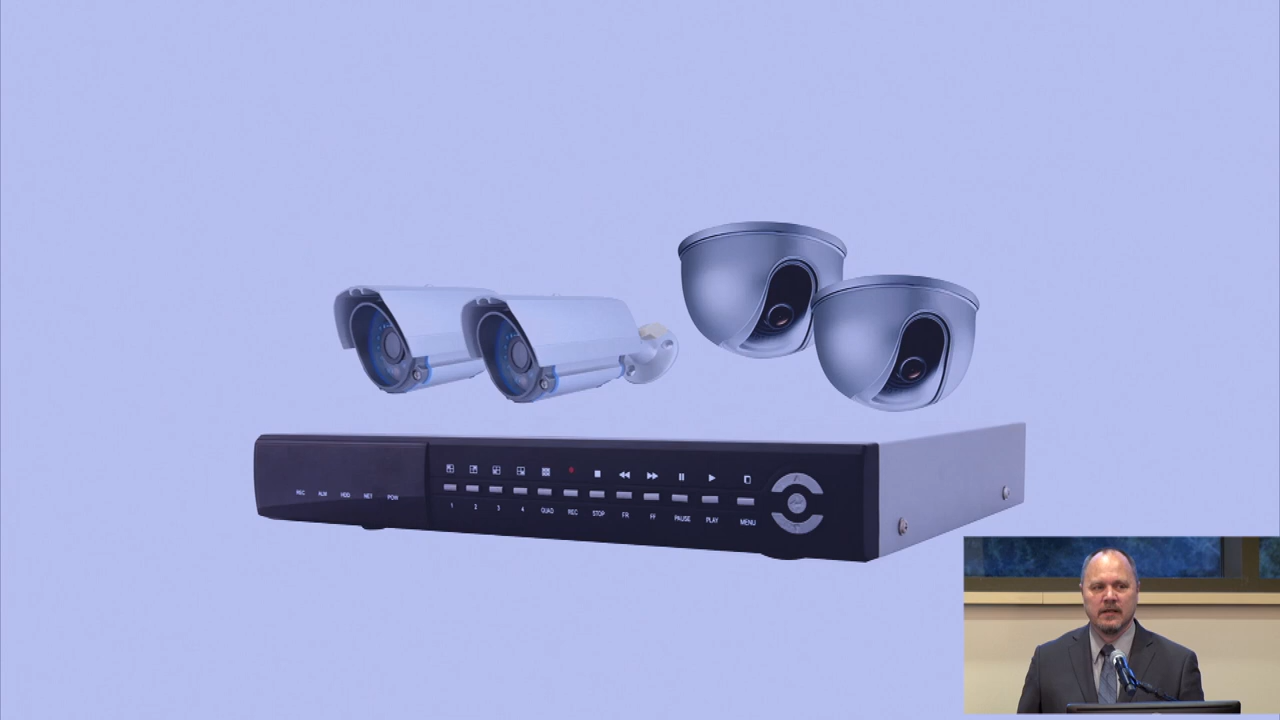 REC ALM HDD NET POW
1 2 3 4 QUAD REC STOP FR FF PAUSE PLAY MENU